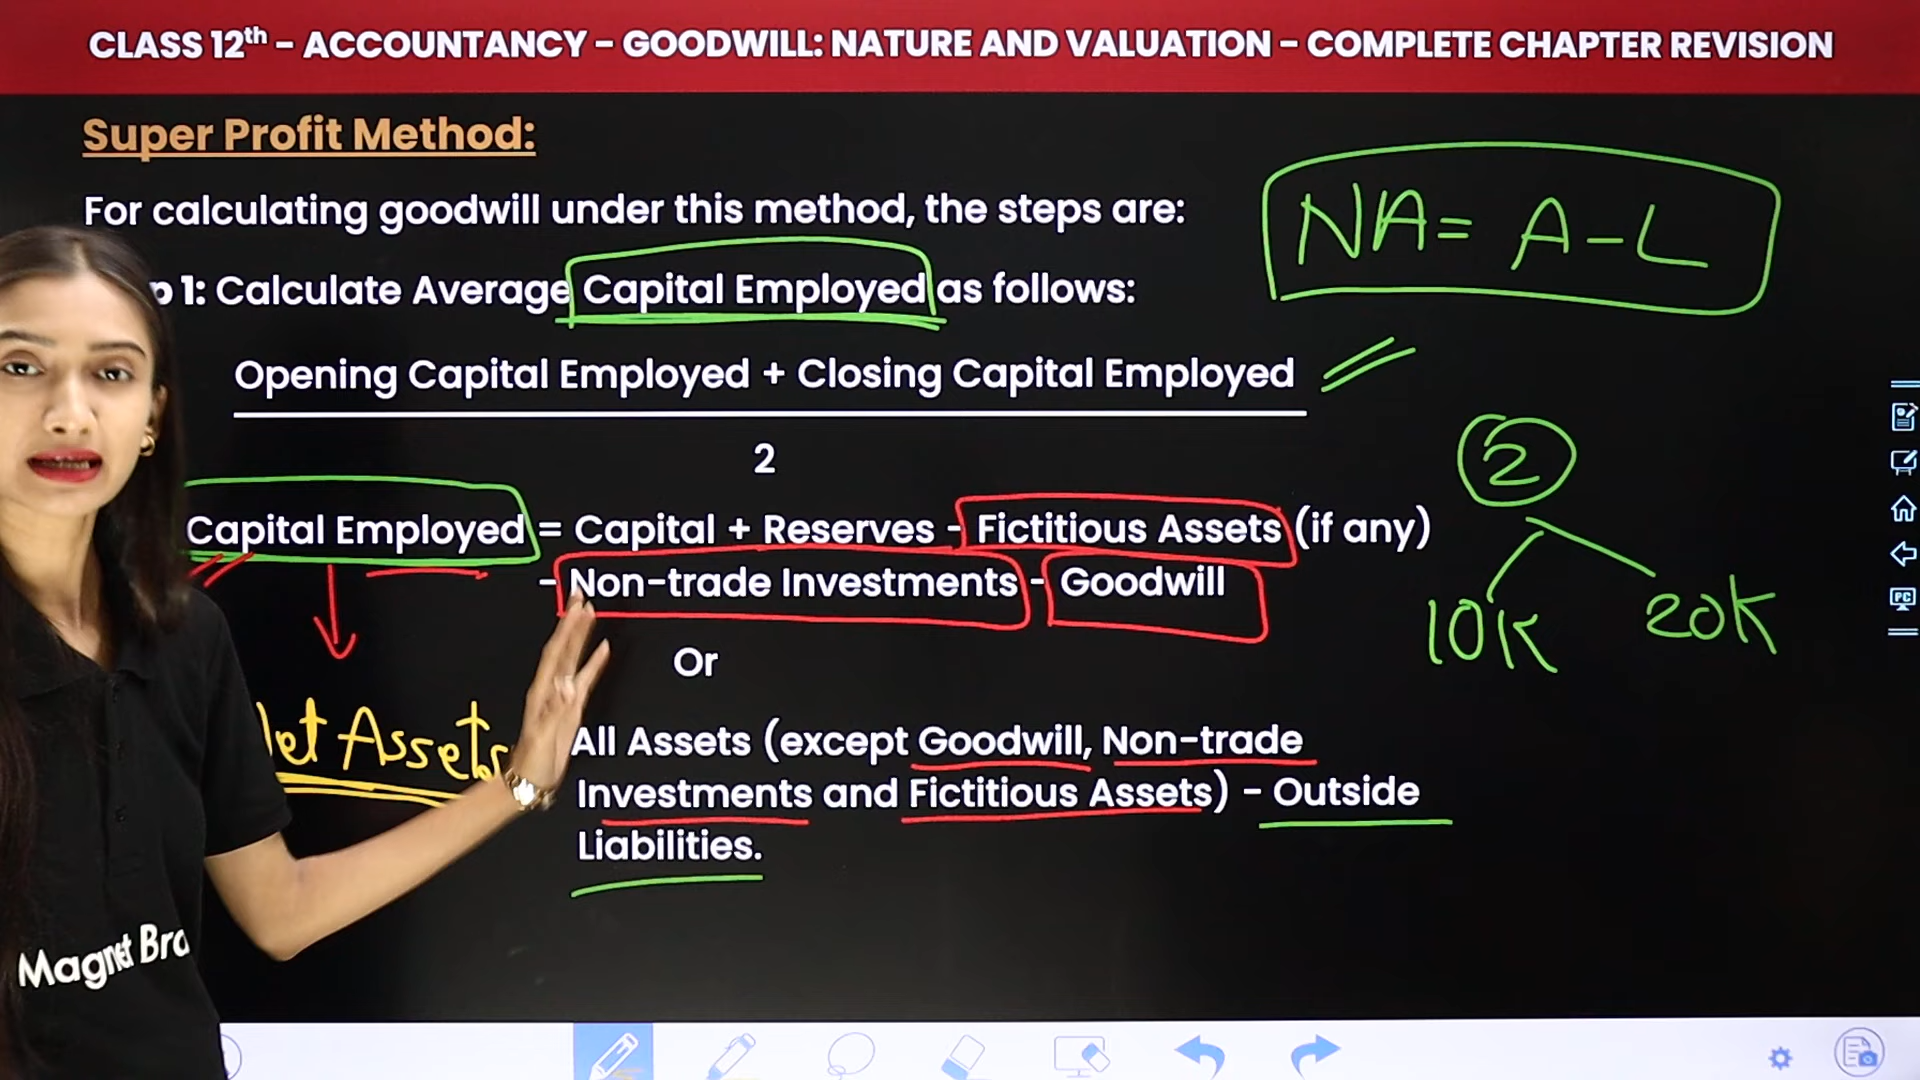 CLASS 12th – ACCOUNTANCY – GOODWILL: NATURE AND VALUATION – COMPLETE CHAPTER REVISION
Super Profit Method:
For calculating goodwill under this method, the steps are:
p 1: Calculate Average Capital Employed as follows:
Opening Capital Employed + Closing Capital Employed
2
Capital Employed = Capital + Reserves - Fictitious Assets (if any)
- Non-trade Investments - Goodwill
Or
All Assets (except Goodwill, Non-trade
Investments and Fictitious Assets) - Outside
Liabilities.
et Assets
NA = A - L
2
10K 20K
Magnet Bra
PC